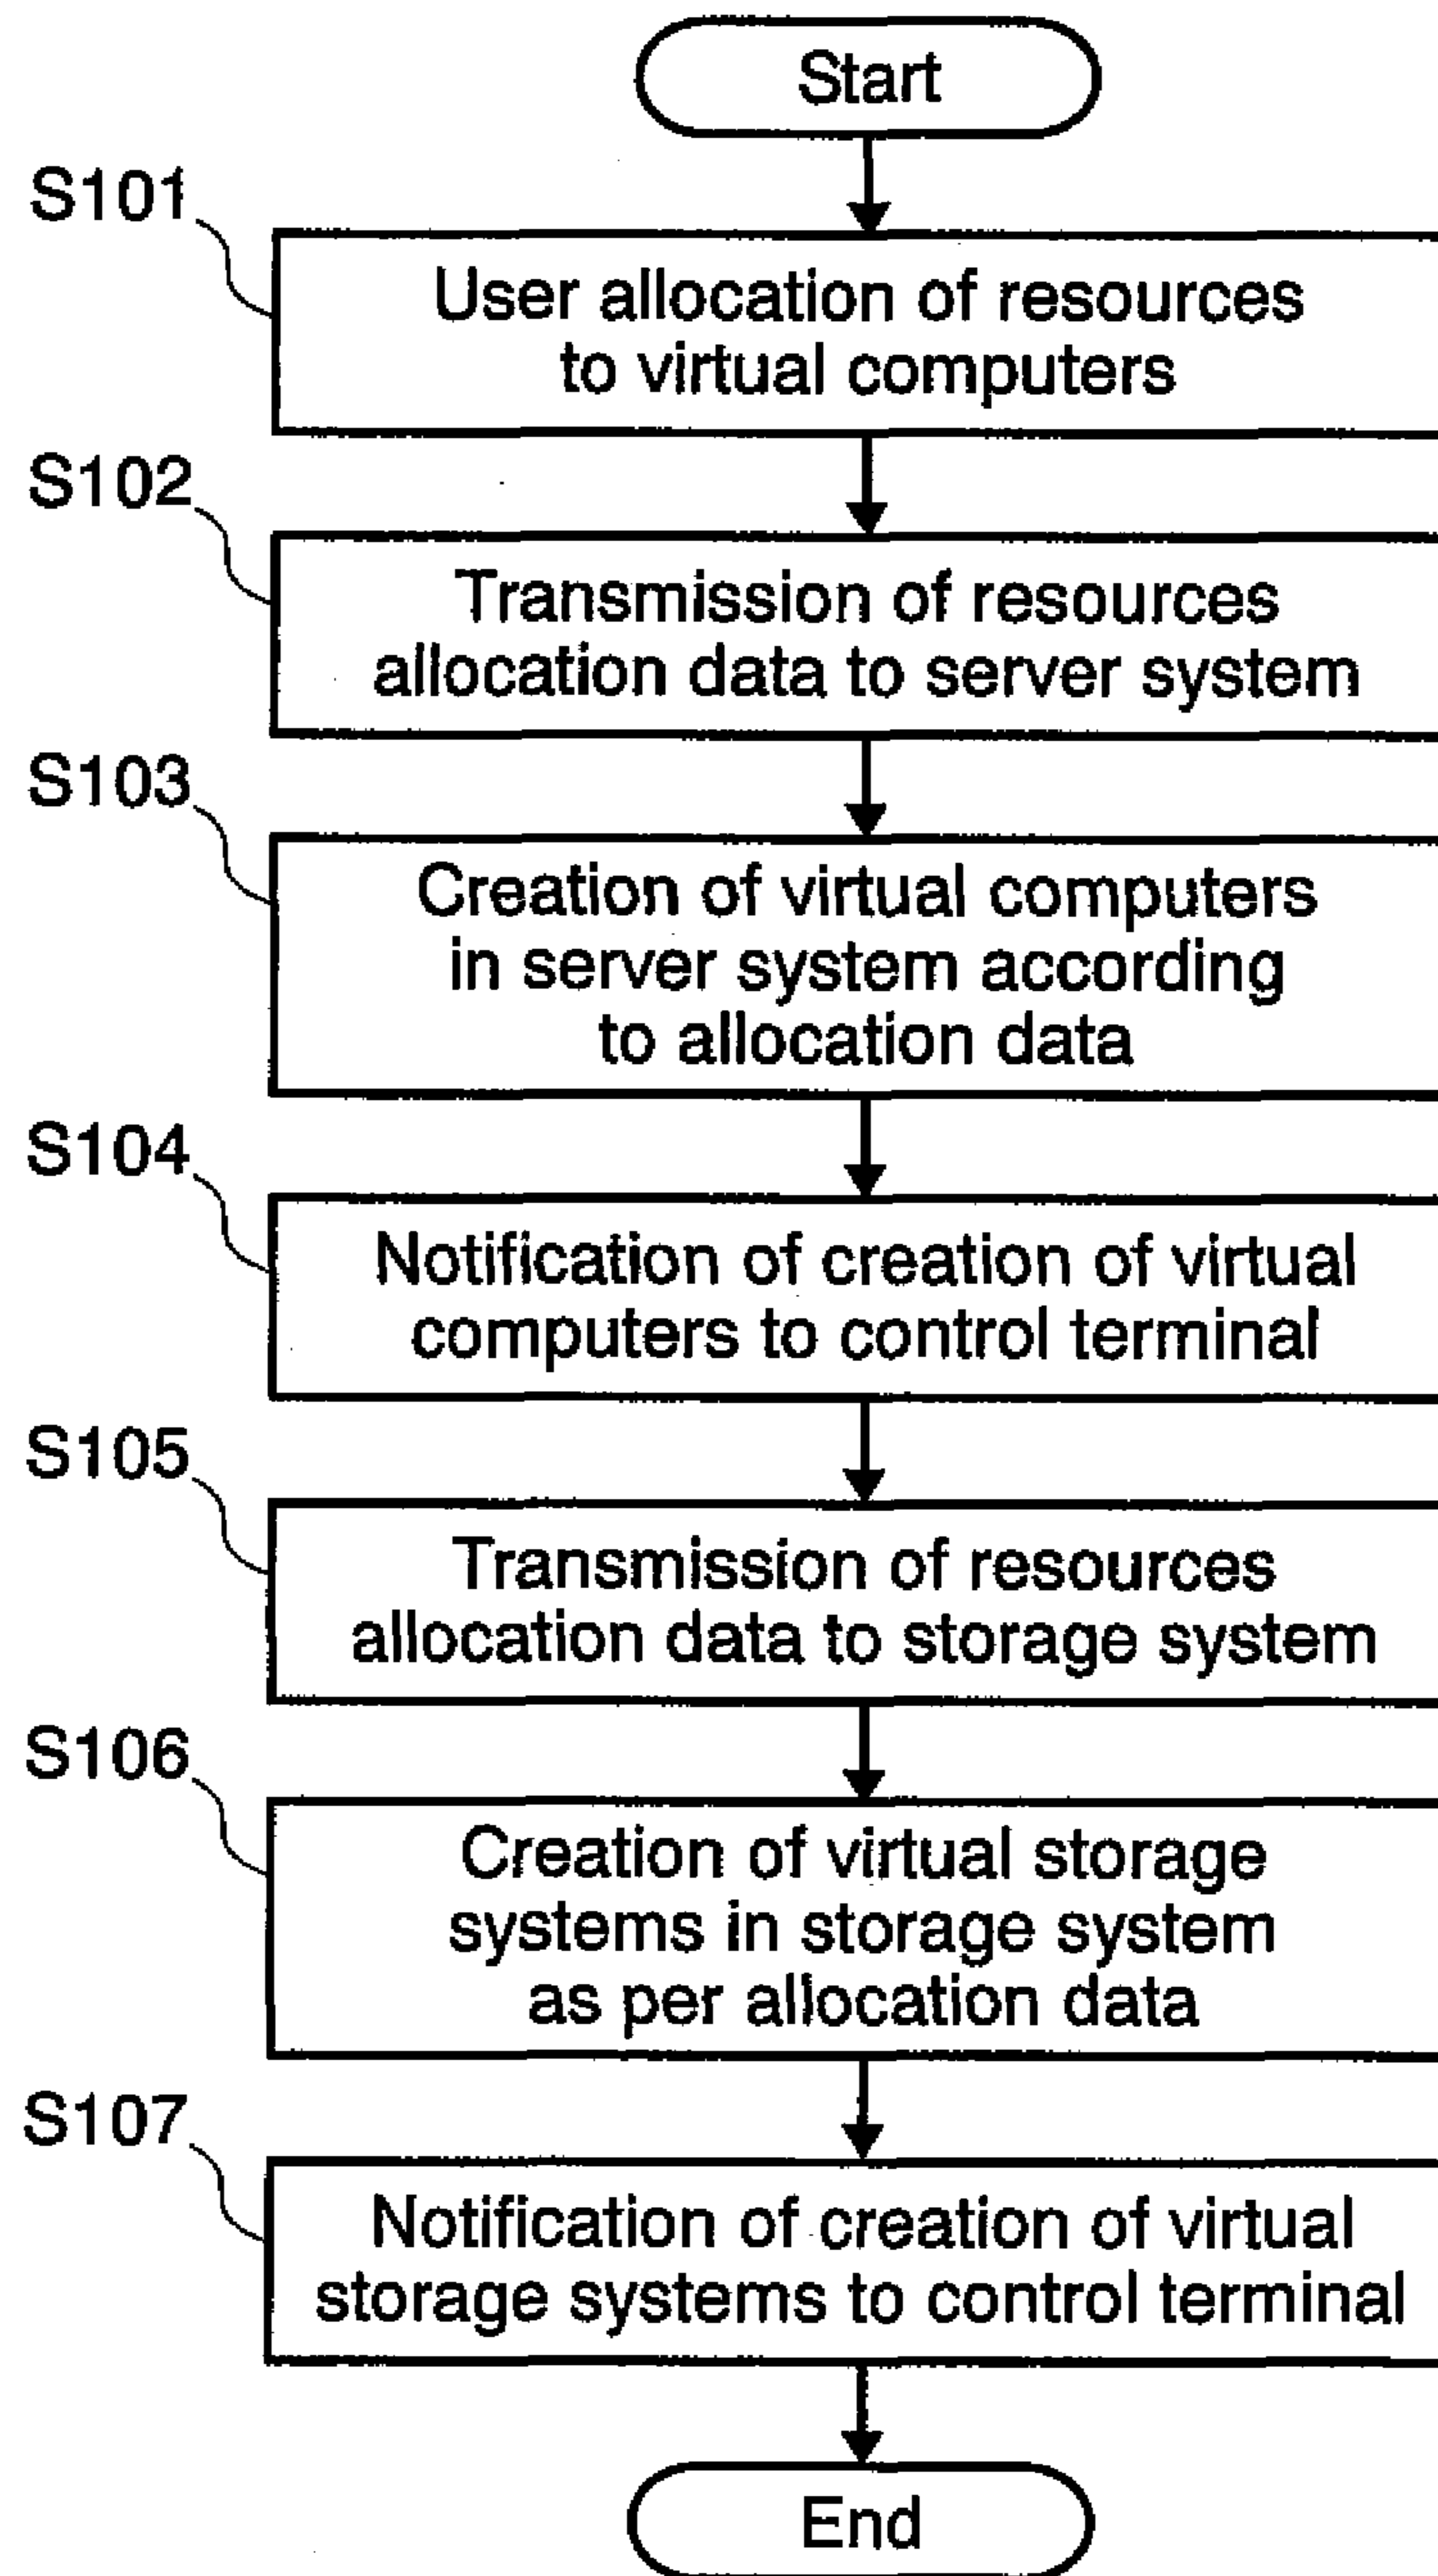 Start
S101
User allocation of resources
to virtual computers
S102
Transmission of resources
allocation data to server system
S103
Creation of virtual computers
in server system according
to allocation data
S104
Notification of creation of virtual
computers to control terminal
S105
Transmission of resources
allocation data to storage system
S106
Creation of virtual storage
systems in storage system
as per allocation data
S107
Notification of creation of virtual
storage systems to control terminal
End